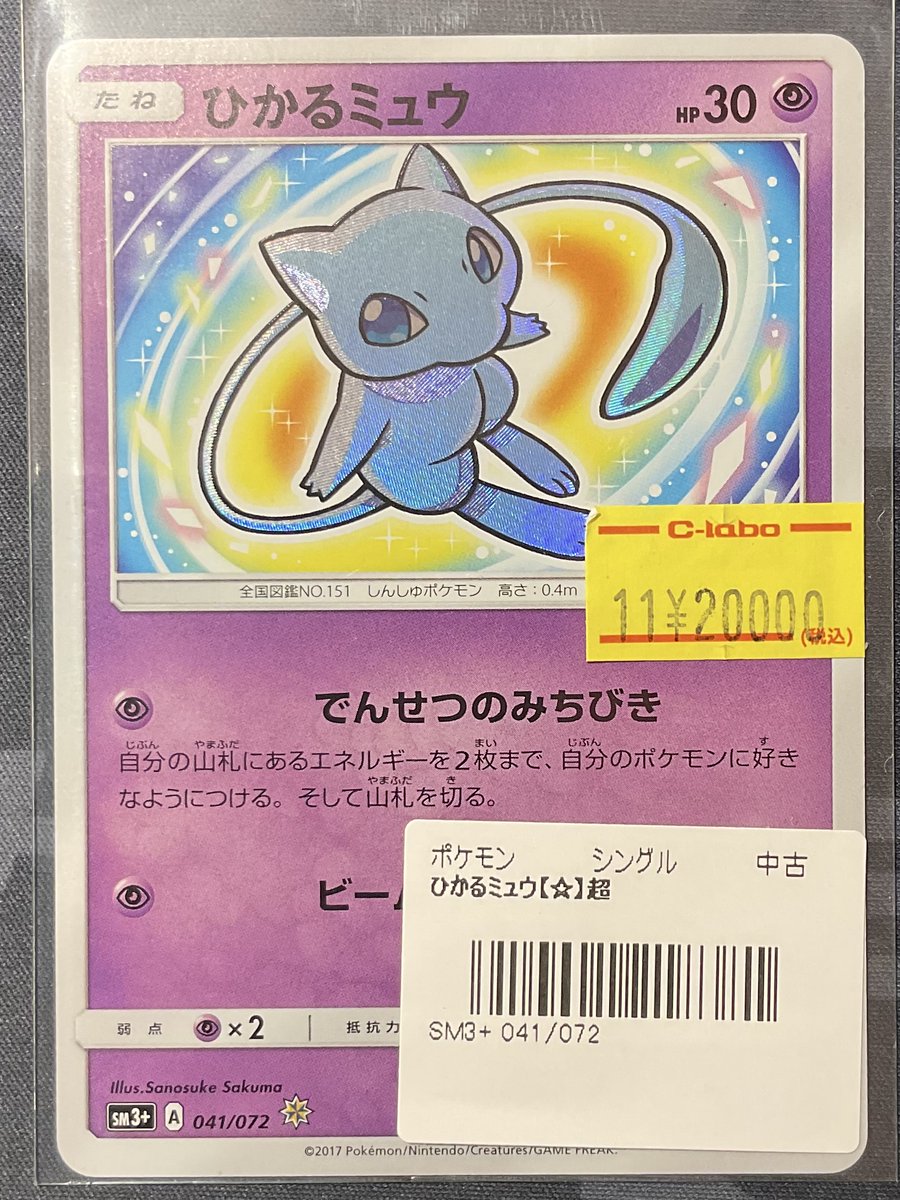 たね
ひかるミュウ
HP30
全国図鑑NO.151 しんしゅポケモン 高さ：0.4m
C-labo
11¥20000
(税込)
でんせつのみちびき
自分の山札にあるエネルギーを2枚まで、自分のポケモンに好き
なようにつける。そして山札を切る。
ビーム
ポケモン シングル 中古
ひかるミュウ【☆】超
SM3+ 041/072
弱点 ×2 抵抗力
Illus.Sanosuke Sakuma
SM3+ A 041/072
©2017 Pokémon/Nintendo/Creatures/GAME FREAK.